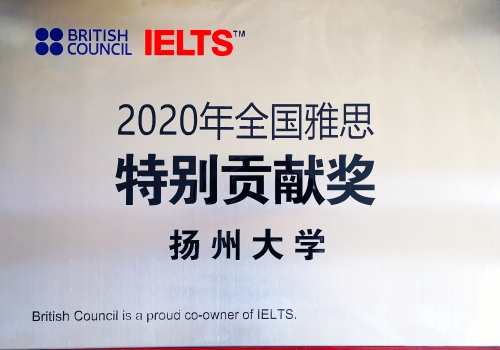 BRITISH COUNCIL IELTS™
2020年全国雅思
特别贡献奖
扬州大学
British Council is a proud co-owner of IELTS.